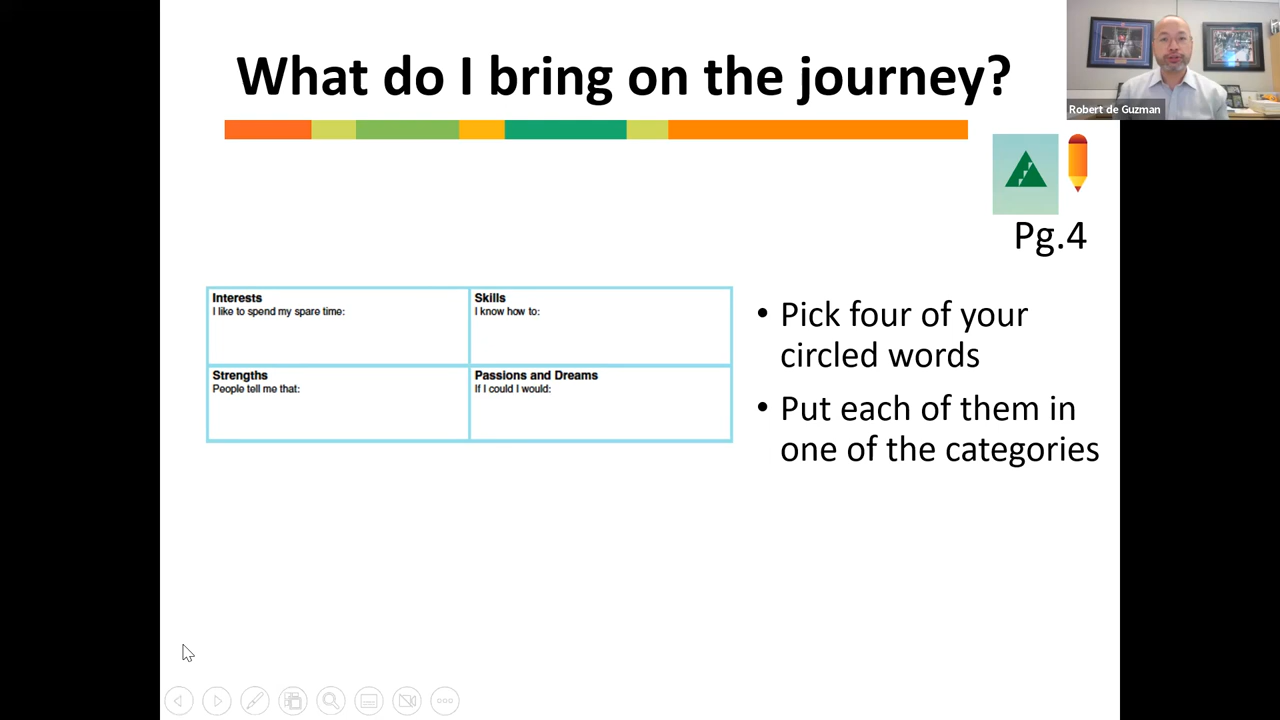 What do I bring on the journey?
Robert de Guzman
Pg.4
Interests
I like to spend my spare time:
Skills
I know how to:
Strengths
People tell me that:
Passions and Dreams
If I could I would:
• Pick four of your
circled words
• Put each of them in
one of the categories